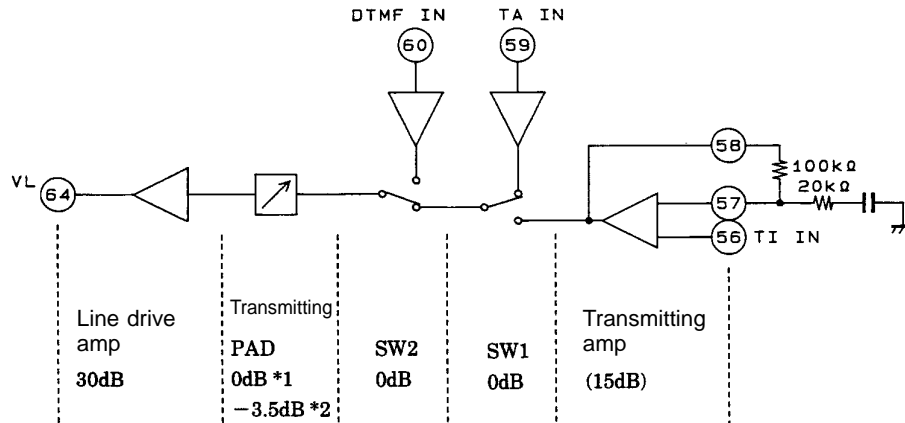 DTMF IN
TA IN
60
59
58
100kΩ
20kΩ
VL
64
57
56
TI IN
Line drive
amp
30dB
Transmitting
PAD
0dB *1
−3.5dB *2
SW2
0dB
SW1
0dB
Transmitting
amp
(15dB)